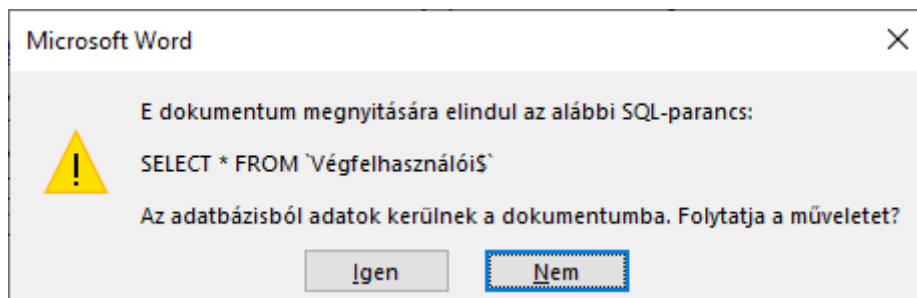 Microsoft Word
E dokumentum megnyitására elindul az alábbi SQL-parancs:
SELECT * FROM `Végfelhasználói$`
Az adatbázisból adatok kerülnek a dokumentumba. Folytatja a műveletet?
Igen
Nem